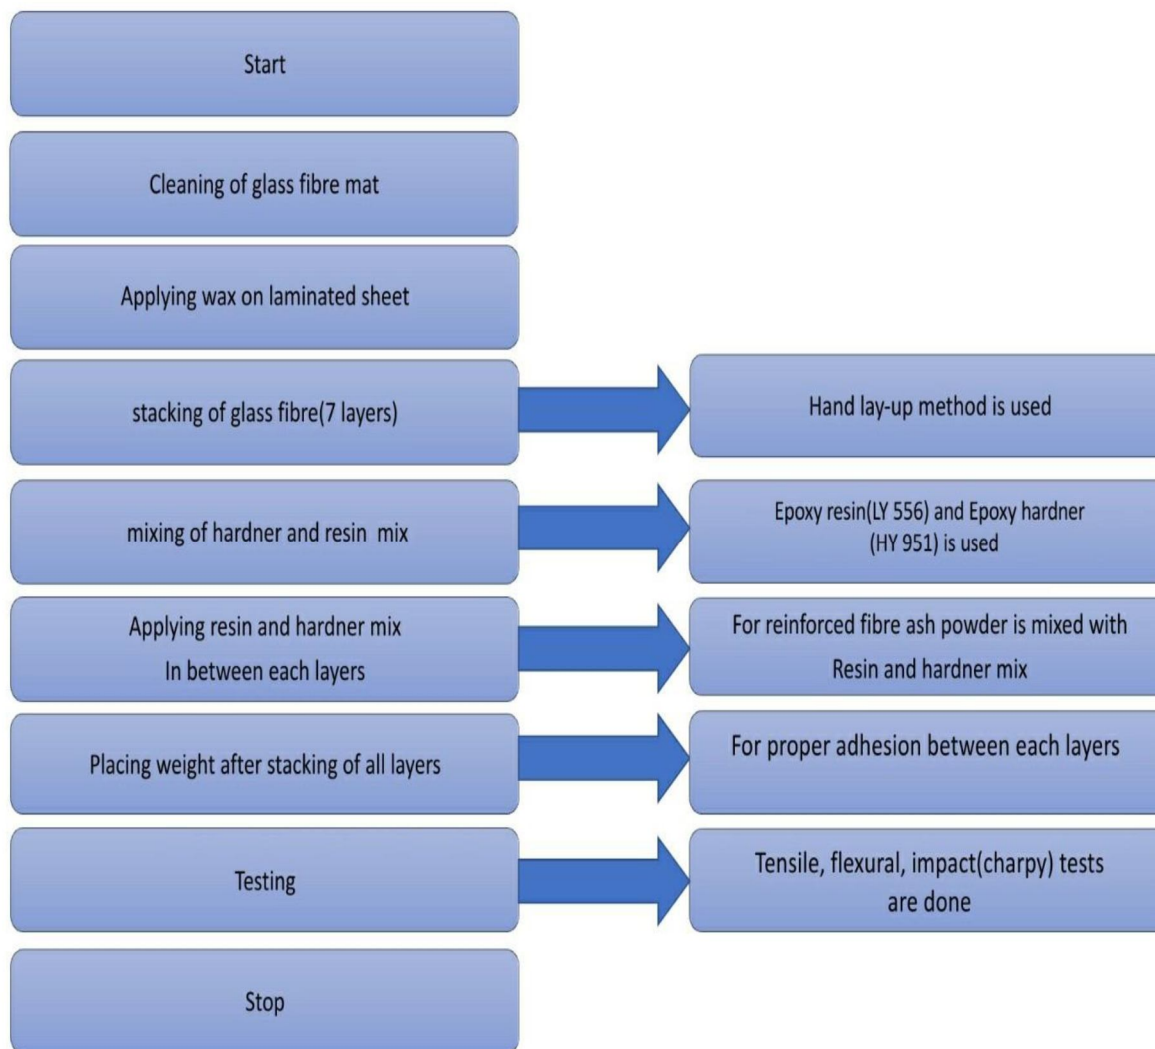 Start
Cleaning of glass fibre mat
Applying wax on laminated sheet
stacking of glass fibre(7 layers)
Hand lay-up method is used
mixing of hardner and resin mix
Epoxy resin(LY 556) and Epoxy hardner
(HY 951) is used
Applying resin and hardner mix
In between each layers
For reinforced fibre ash powder is mixed with
Resin and hardner mix
Placing weight after stacking of all layers
For proper adhesion between each layers
Testing
Tensile, flexural, impact(charpy) tests
are done
Stop